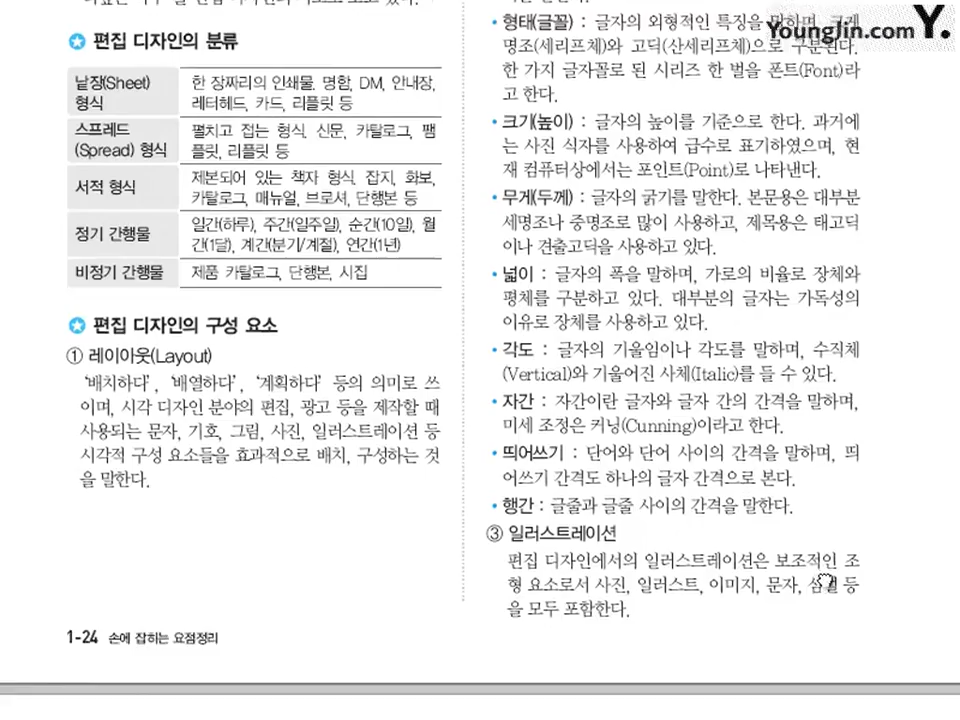 편집 디자인의 분류
낱장(Sheet) 형식
한 장짜리의 인쇄물. 명함, DM, 안내장,
레터헤드, 카드, 리플릿 등
스프레드
(Spread) 형식
펼치고 접는 형식, 신문, 카탈로그, 팸
플릿, 리플릿 등
서적 형식
제본되어 있는 책자 형식, 잡지, 화보,
카탈로그, 매뉴얼, 브로셔, 단행본 등
정기 간행물
일간(하루), 주간(일주일), 순간(10일), 월
간(1달), 계간(분기/계절), 연간(1년)
비정기 간행물
제품 카탈로그, 단행본, 시집
편집 디자인의 구성 요소
① 레이아웃(Layout)
‘배치하다’, ‘배열하다’, ‘계획하다’ 등의 의미로 쓰
이며, 시각 디자인 분야의 편집, 광고 등을 제작할 때
사용되는 문자, 기호, 그림, 사진, 일러스트레이션 등
시각적 구성 요소들을 효과적으로 배치, 구성하는 것
을 말한다.
1-24 손에 잡히는 요점정리
YoungJin.com Y.
• 형태(글꼴) : 글자의 외형적인 특징을 말하며, 크게
명조(세리프체)와 고딕(산세리프체)으로 구분된다.
한 가지 글자꼴로 된 시리즈 한 벌을 폰트(Font)라
고 한다.
• 크기(높이) : 글자의 높이를 기준으로 한다. 과거에
는 사진 식자를 사용하여 급수로 표기하였으며, 현
재 컴퓨터상에서는 포인트(Point)로 나타낸다.
• 무게(두께) : 글자의 굵기를 말한다. 본문용은 대부분
세명조나 중명조로 많이 사용하고, 제목용은 태고딕
이나 견출고딕을 사용하고 있다.
• 넓이 : 글자의 폭을 말하며, 가로의 비율로 장체와
평체를 구분하고 있다. 대부분의 글자는 가독성의
이유로 장체를 사용하고 있다.
• 각도 : 글자의 기울임이나 각도를 말하며, 수직체
(Vertical)와 기울어진 사체(Italic)를 들 수 있다.
• 자간 : 자간이란 글자와 글자 간의 간격을 말하며,
미세 조정은 커닝(Cunning)이라고 한다.
• 띄어쓰기 : 단어와 단어 사이의 간격을 말하며, 띄
어쓰기 간격도 하나의 글자 간격으로 본다.
• 행간 : 글줄과 글줄 사이의 간격을 말한다.
③ 일러스트레이션
편집 디자인에서의 일러스트레이션은 보조적인 조
형 요소로서 사진, 일러스트, 이미지, 문자, 등
을 모두 포함한다.